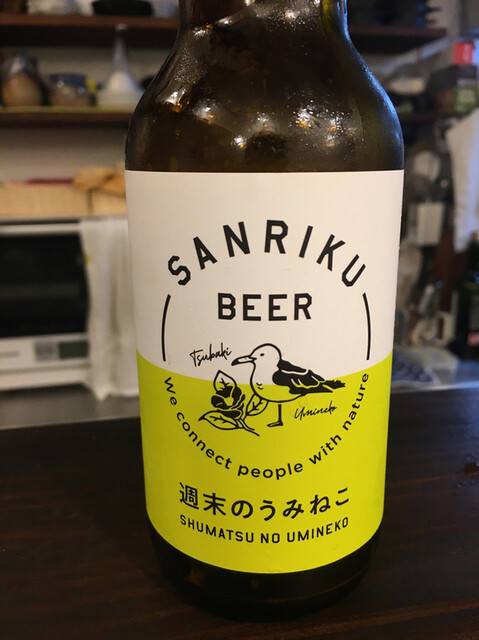 SANRIKU
BEER
Tsubaki
Umineko
We connect people with nature
週末のうみねこ
SHUMATSU NO UMINEKO